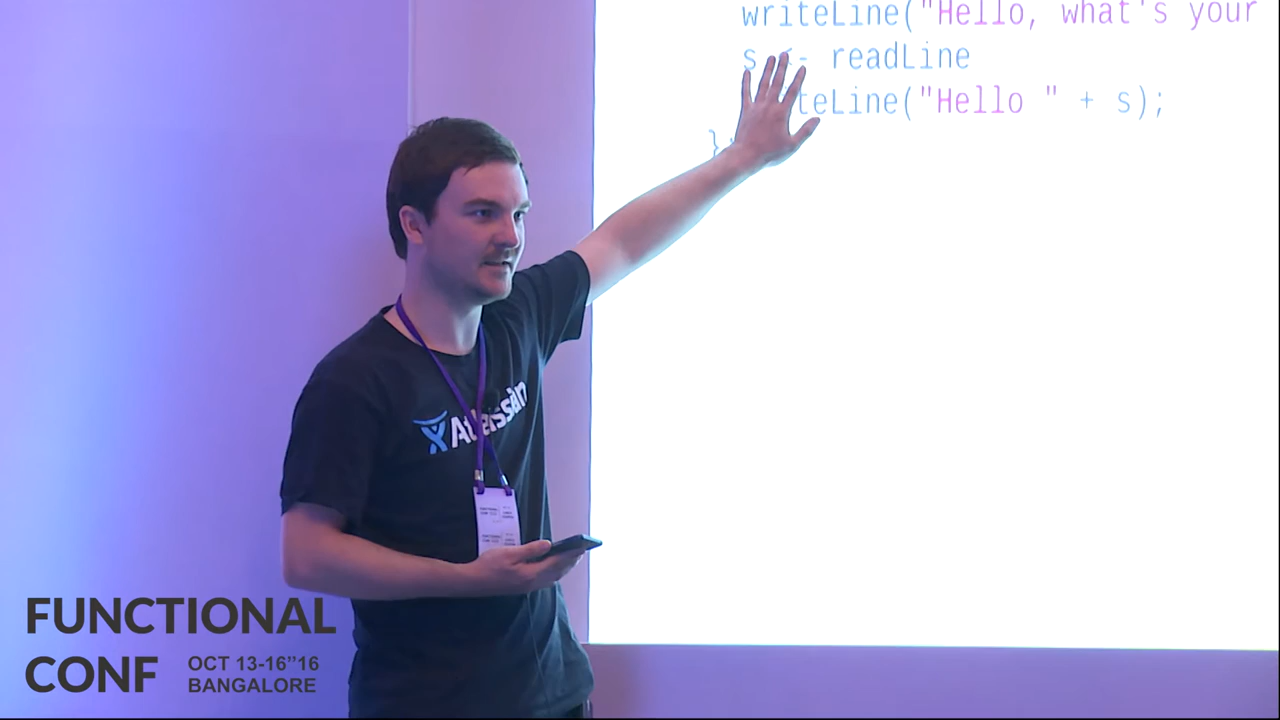 writeLine("Hello, what's your
s <- readLine
teLine("Hello " + s);
}
Atlassian
FUNCTIONAL
CONF
OCT 13-16”16
BANGALORE